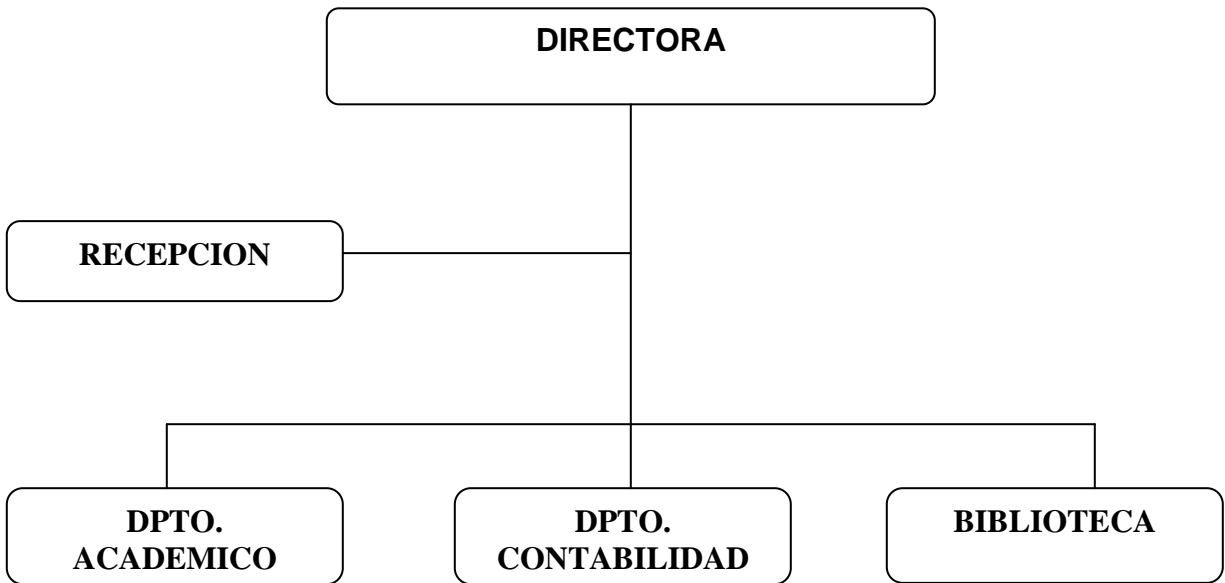 DIRECTORA
RECEPCION
DPTO.
ACADEMICO
DPTO.
CONTABILIDAD
BIBLIOTECA